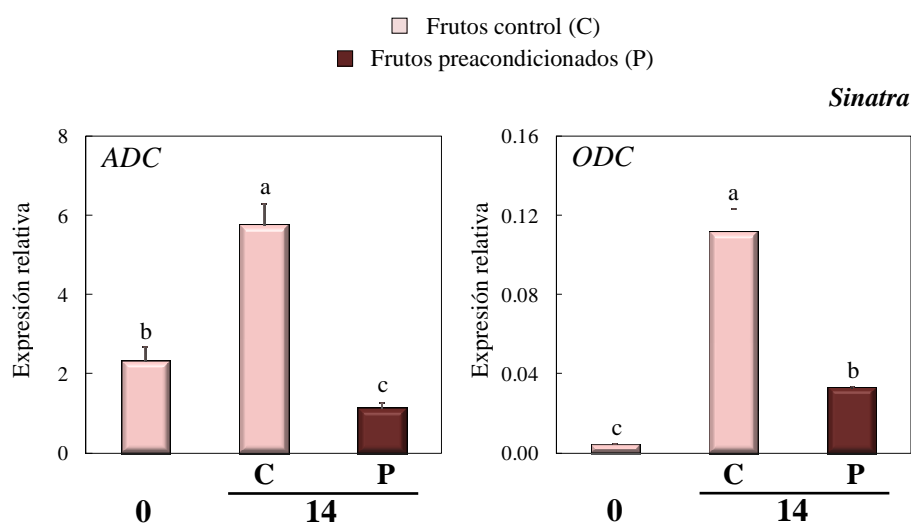 Frutos control (C)
Frutos preacondicionados (P)
Sinatra
ADC
Expresión relativa
8
6
4
2
0
b
a
c
C
P
0
14
ODC
Expresión relativa
0.16
0.12
0.08
0.04
0.00
c
a
b
C
P
0
14